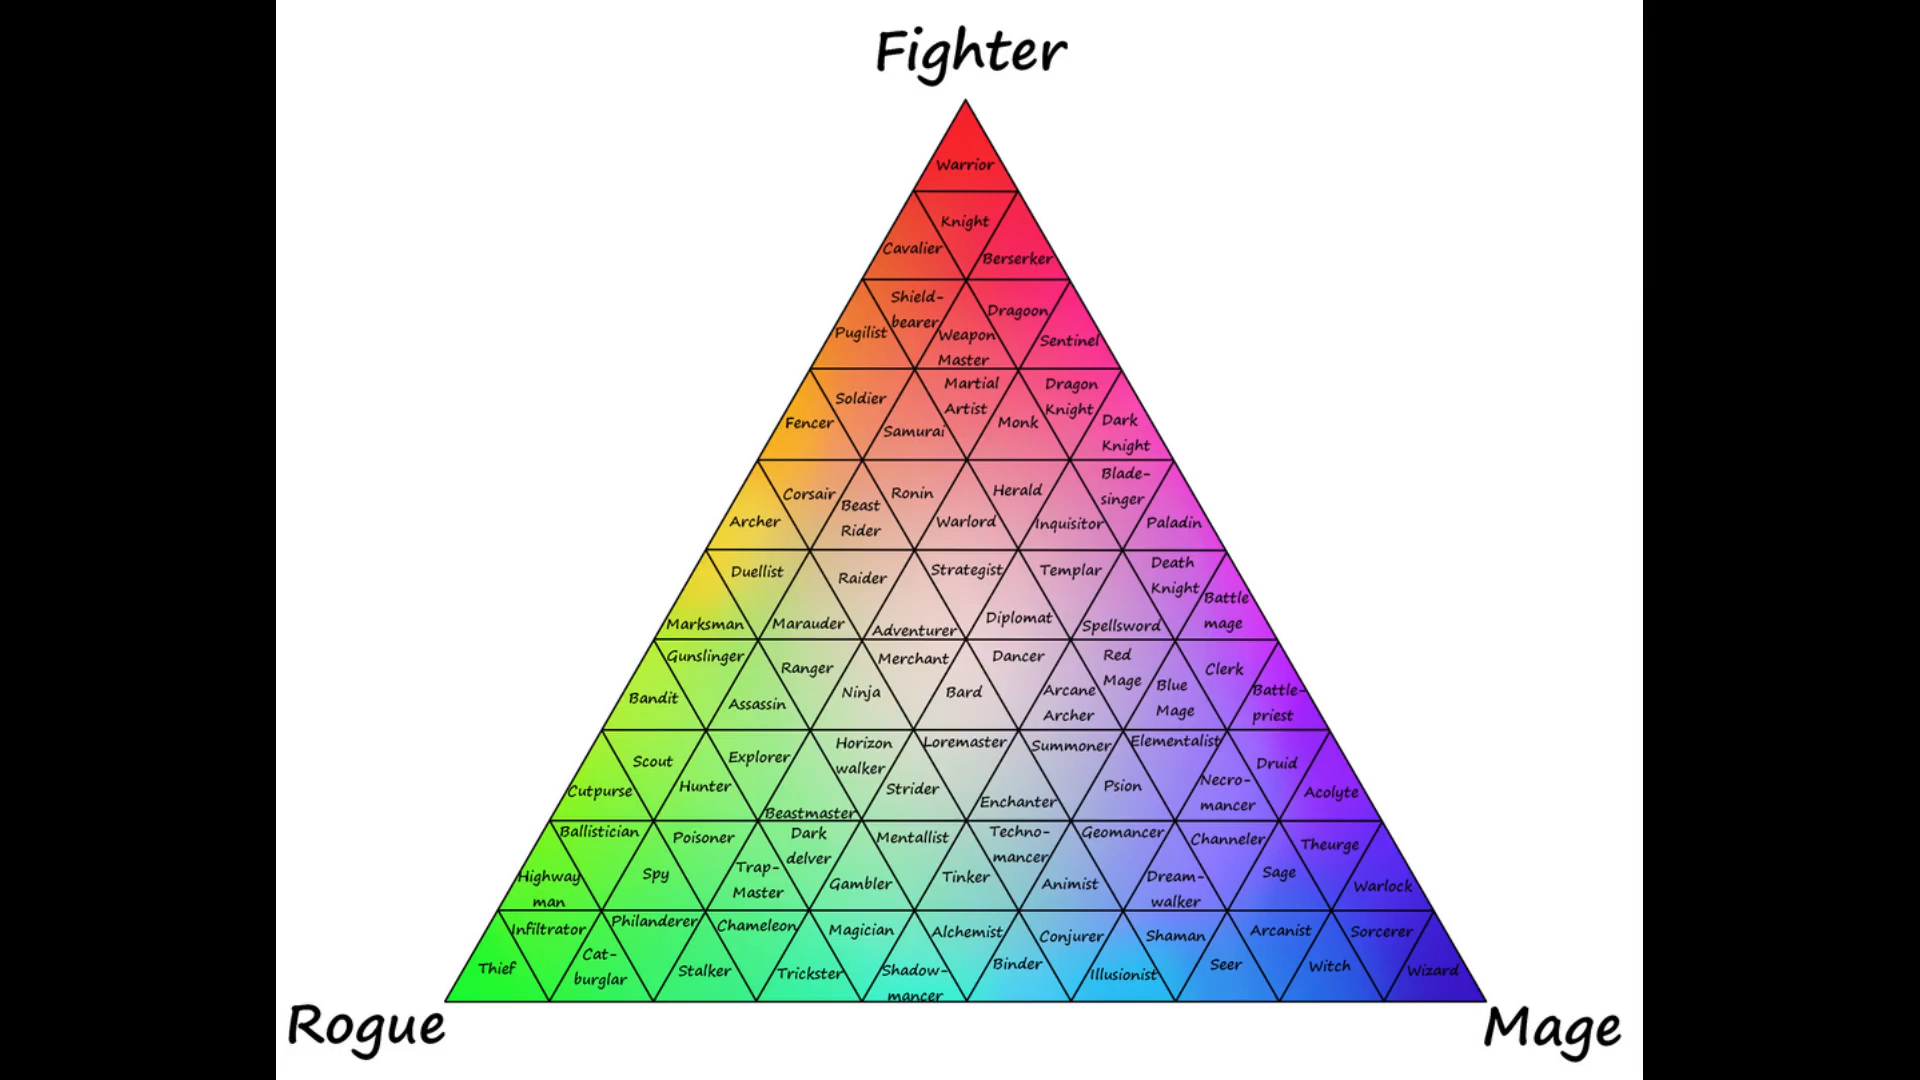 Fighter
Warrior
Knight
Cavalier
Berserker
Shield-
bearer
Dragoon
Pugilist
Weapon
Master
Sentinel
Soldier
Martial
Artist
Dragon
Knight
Fencer
Samurai
Monk
Dark
Knight
Corsair
Ronin
Herald
Blade-
singer
Archer
Beast
Rider
Warlord
Inquisitor
Paladin
Duellist
Raider
Strategist
Templar
Death
Knight
Marksman
Marauder
Adventurer
Diplomat
Spellsword
Battle
mage
Gunslinger
Ranger
Merchant
Dancer
Red
Mage
Clerk
Bandit
Assassin
Ninja
Bard
Arcane
Archer
Blue
Mage
Battle-
priest
Scout
Explorer
Horizon
walker
Loremaster
Summoner
Elementalist
Druid
Cutpurse
Hunter
Beastmaster
Strider
Enchanter
Psion
Necro-
mancer
Acolyte
Ballistician
Poisoner
Dark
delver
Mentallist
Techno-
mancer
Geomancer
Channeler
Theurge
Highway
man
Spy
Trap-
Master
Gambler
Tinker
Animist
Dream-
walker
Sage
Warlock
Infiltrator
Philanderer
Chameleon
Magician
Alchemist
Conjurer
Shaman
Arcanist
Sorcerer
Thief
Cat-
burglar
Stalker
Trickster
Shadow-
mancer
Binder
Illusionist
Seer
Witch
Wizard
Rogue
Mage